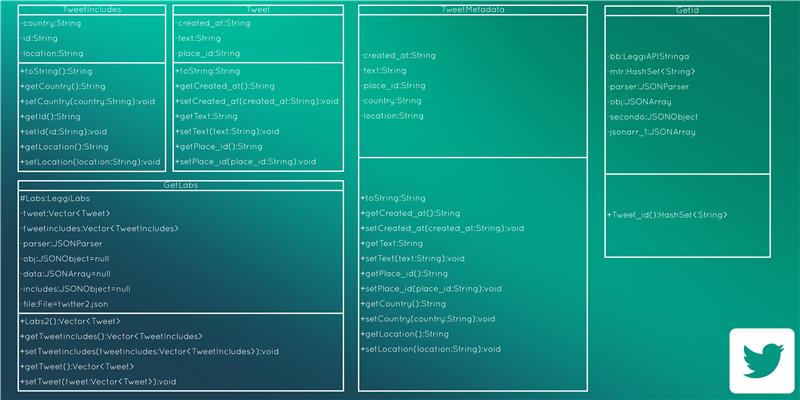 TweetIncludes
-country:String
-id:String
-location:String
+toString():String
+getCountry():String
+setCountry(country:String):void
+getId():String
+setId(id:String):void
+getLocation():String
+setLocation(location:String):void
Tweet
-created_at:String
-text:String
-place_id:String
+toString:String
+getCreated_at():String
+setCreated_at(created_at:String):void
+getText:String
+setText(text:String):void
+getPlace_id():String
+setPlace_id(place_id:String):void
TweetMetadata
-created_at:String
-text:String
-place_id:String
-country:String
-location:String
+toString:String
+getCreated_at():String
+setCreated_at(created_at:String):void
+getText:String
+setText(text:String):void
+getPlace_id():String
+setPlace_id(place_id:String):void
+getCountry():String
+setCountry(country:String):void
+getLocation():String
+setLocation(location:String):void
GetId
-bb:LeggiAPIStringa
-mtr:HashSet<String>
-parser:JSONParser
-obj:JSONArray
-secondo:JSONObject
-jsonarr_1:JSONArray
+Tweet_id():HashSet<String>
GetLabs
#Labs:LeggiLabs
-tweet:Vector<Tweet>
-tweetincludes:Vector<TweetIncludes>
-parser:JSONParser
-obj:JSONObject=null
-data:JSONArray=null
-includes:JSONObject=null
-file:File=twitter2.json
+Labs2():Vector<Tweet>
+getTweetincludes():Vector<TweetIncludes>
+setTweetincludes(tweetincludes:Vector<TweetIncludes>):void
+getTweet():Vector<Tweet>
+setTweet(tweet:Vector<Tweet>):void